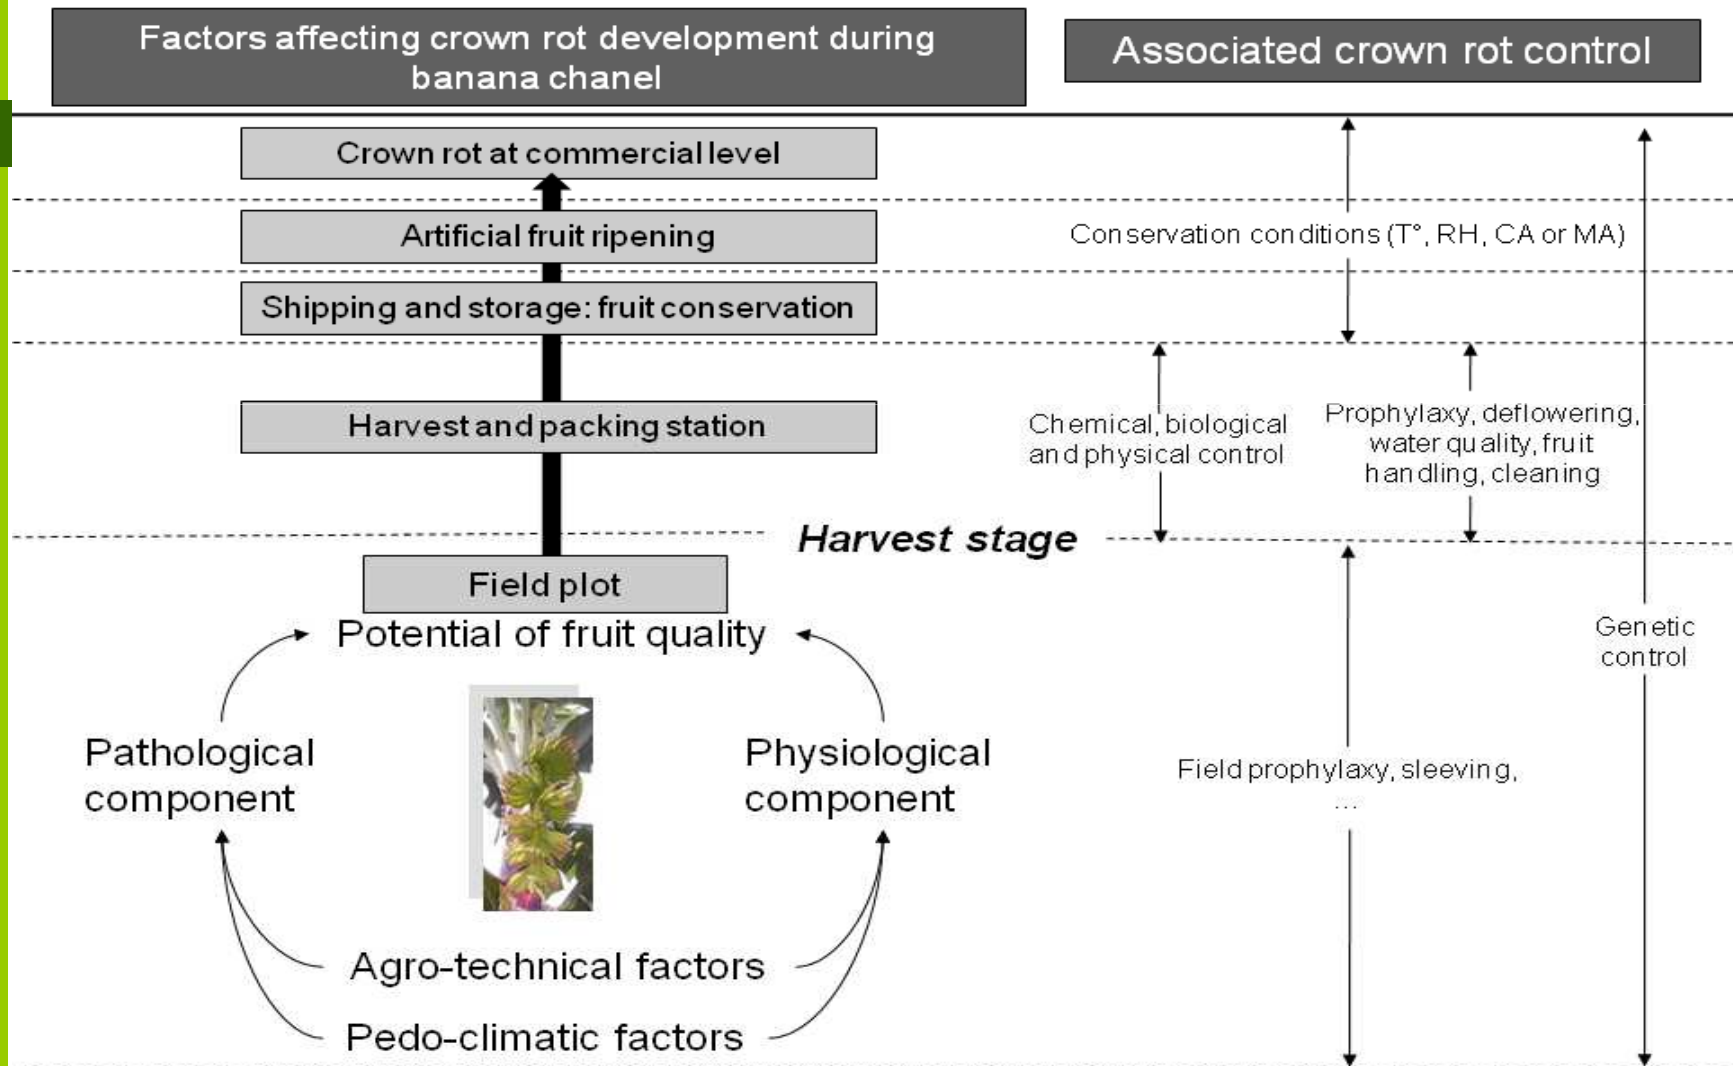 Factors affecting crown rot development during
banana chanel
Associated crown rot control
Crown rot at commercial level
Artificial fruit ripening
Conservation conditions (T°, RH, CA or MA)
Shipping and storage: fruit conservation
Harvest and packing station
Chemical, biological
and physical control
Prophylaxy, deflowering,
water quality, fruit
handling, cleaning
Harvest stage
Field plot
Potential of fruit quality
Genetic
control
Pathological
component
Physiological
component
Field prophylaxy, sleeving,
...
Agro-technical factors
Pedo-climatic factors